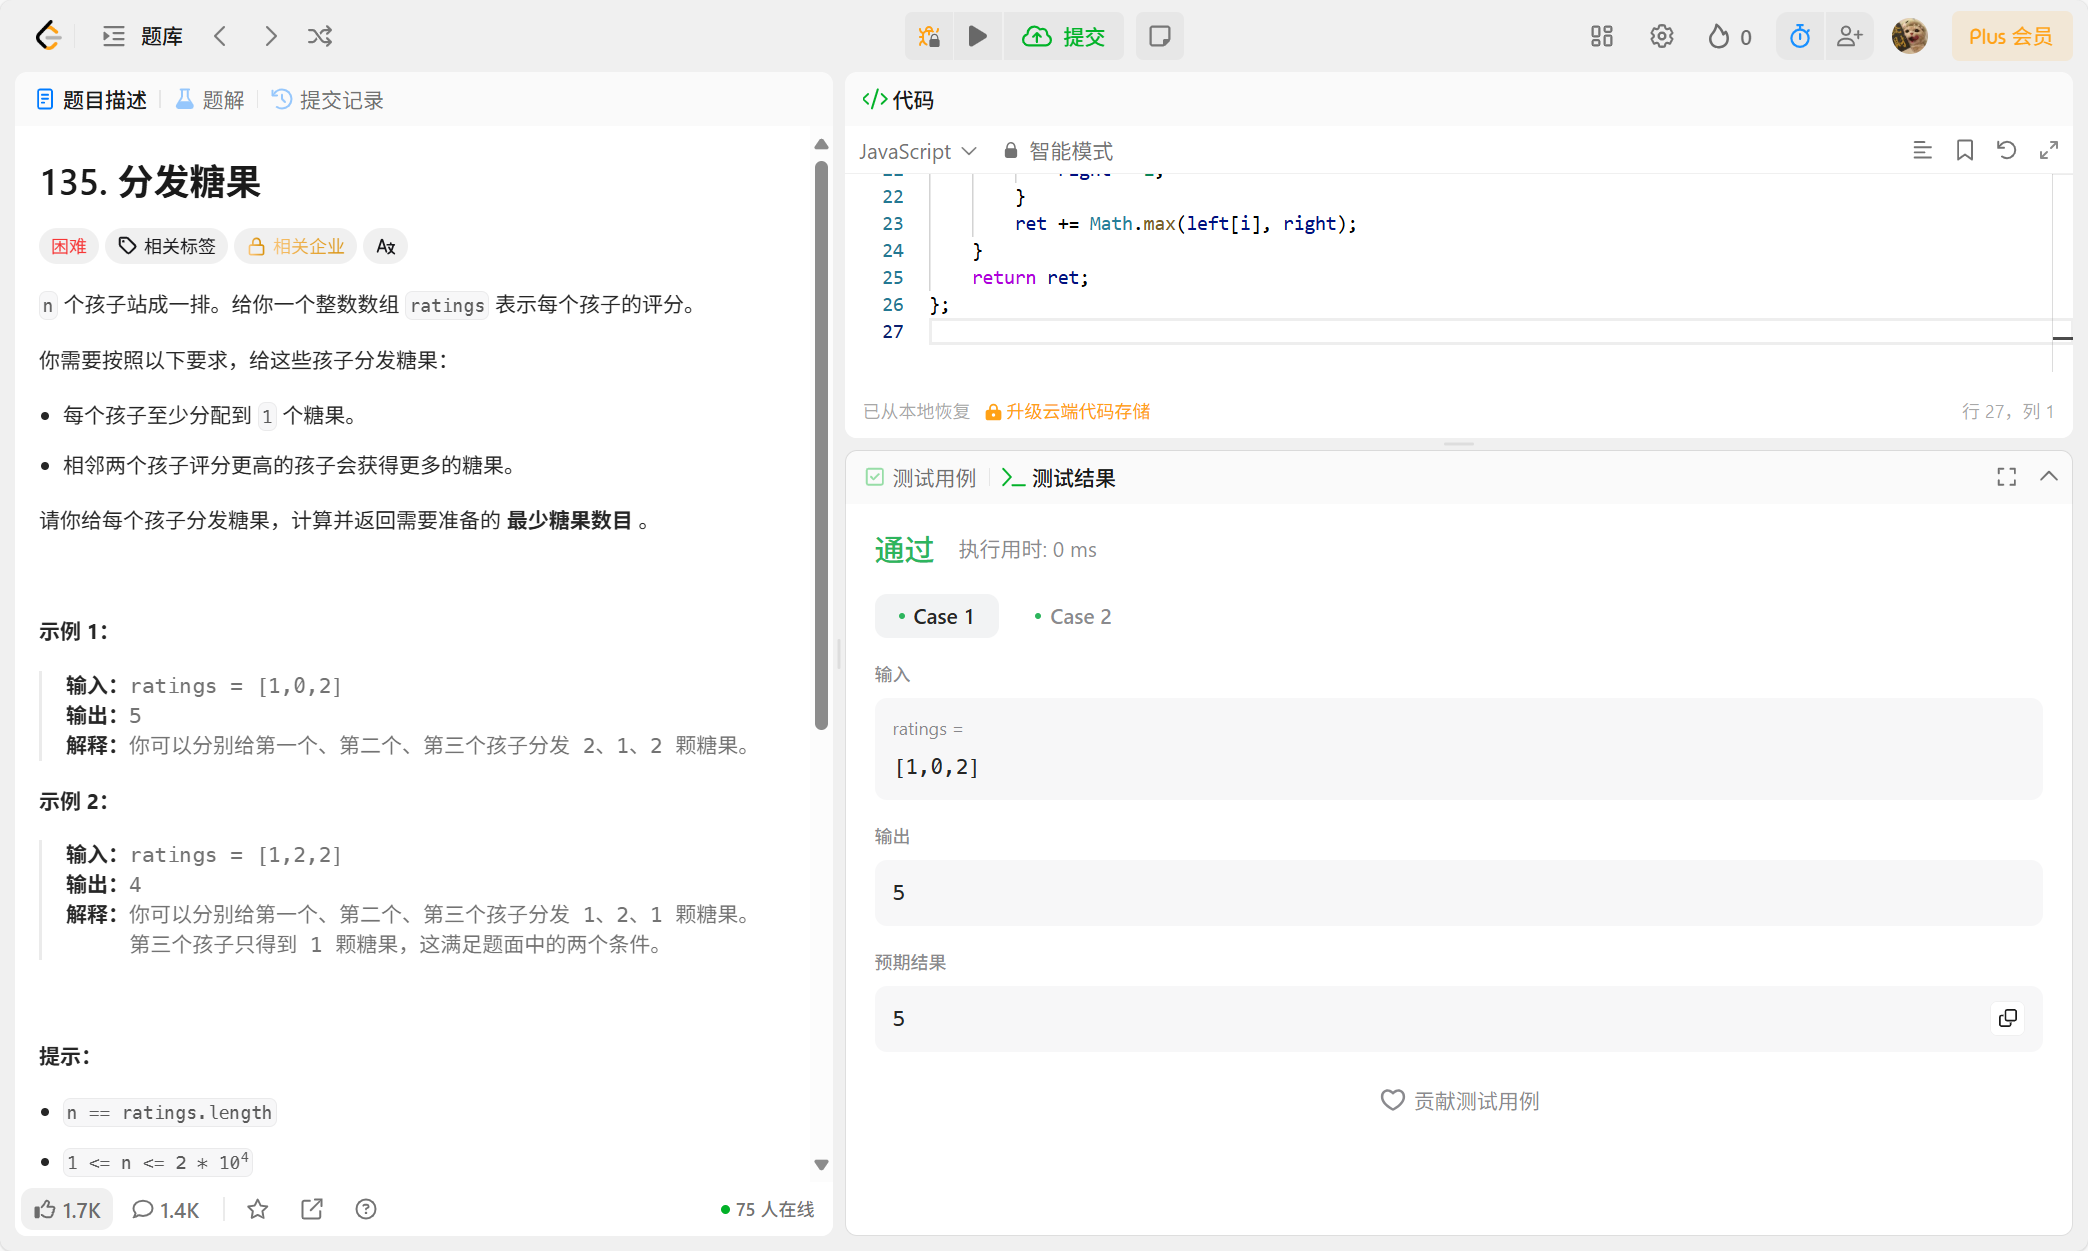 题库
提交
0
Plus 会员
题目描述
题解
提交记录
135. 分发糖果
困难
相关标签
相关企业
n 个孩子站成一排。给你一个整数数组 ratings 表示每个孩子的评分。
你需要按照以下要求，给这些孩子分发糖果：
每个孩子至少分配到 1 个糖果。
相邻两个孩子评分更高的孩子会获得更多的糖果。
请你给每个孩子分发糖果，计算并返回需要准备的 最少糖果数目 。
示例 1：
输入：ratings = [1,0,2]
输出：5
解释：你可以分别给第一个、第二个、第三个孩子分发 2、1、2 颗糖果。
示例 2：
输入：ratings = [1,2,2]
输出：4
解释：你可以分别给第一个、第二个、第三个孩子分发 1、2、1 颗糖果。
第三个孩子只得到 1 颗糖果，这满足题面中的两个条件。
提示：
n == ratings.length
1 <= n <= 2 * 10⁴
1.7K
1.4K
75 人在线
代码
JavaScript
智能模式
22 }
23 ret += Math.max(left[i], right);
24 }
25 return ret;
26 };
27
已从本地恢复
升级云端代码存储
行 27，列 1
测试用例
测试结果
通过
执行用时: 0 ms
Case 1
Case 2
输入
ratings =
[1,0,2]
输出
5
预期结果
5
贡献测试用例